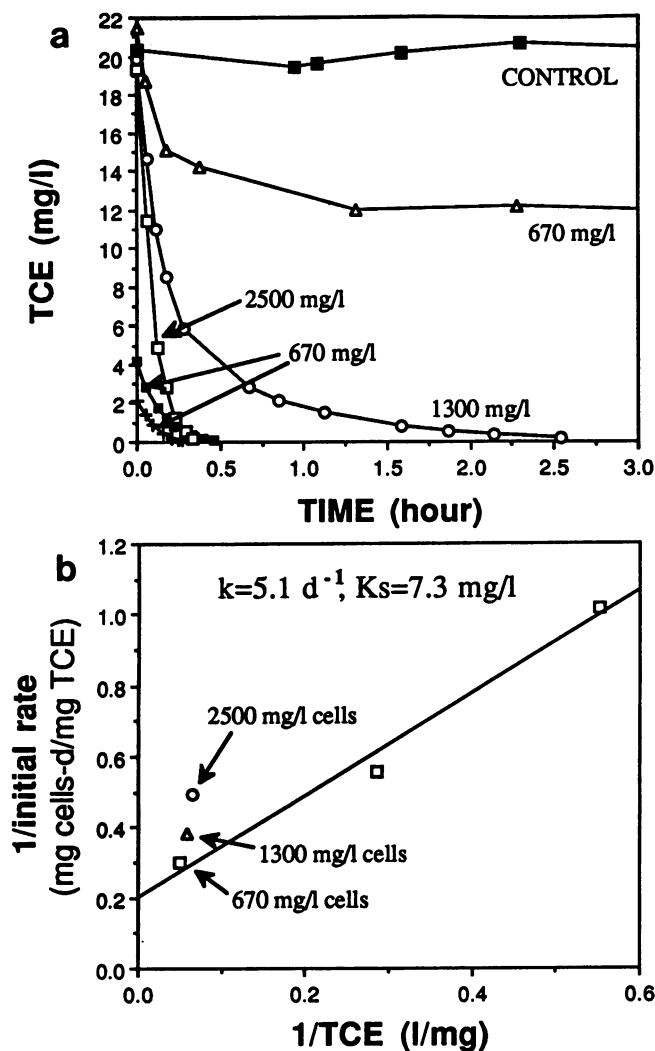 a
22
20
18
16
14
12
10
8
6
4
2
0
TCE (mg/l)
CONTROL
670 mg/l
2500 mg/l
670 mg/l
1300 mg/l
0.0 0.5 1.0 1.5 2.0 2.5 3.0
TIME (hour)
b
1.2
1.0
0.8
0.6
0.4
0.2
0.0
1/initial rate
(mg cells-d/mg TCE)
k=5.1 d⁻¹, Ks=7.3 mg/l
2500 mg/l cells
1300 mg/l cells
670 mg/l cells
0.0 0.2 0.4 0.6
1/TCE (l/mg)